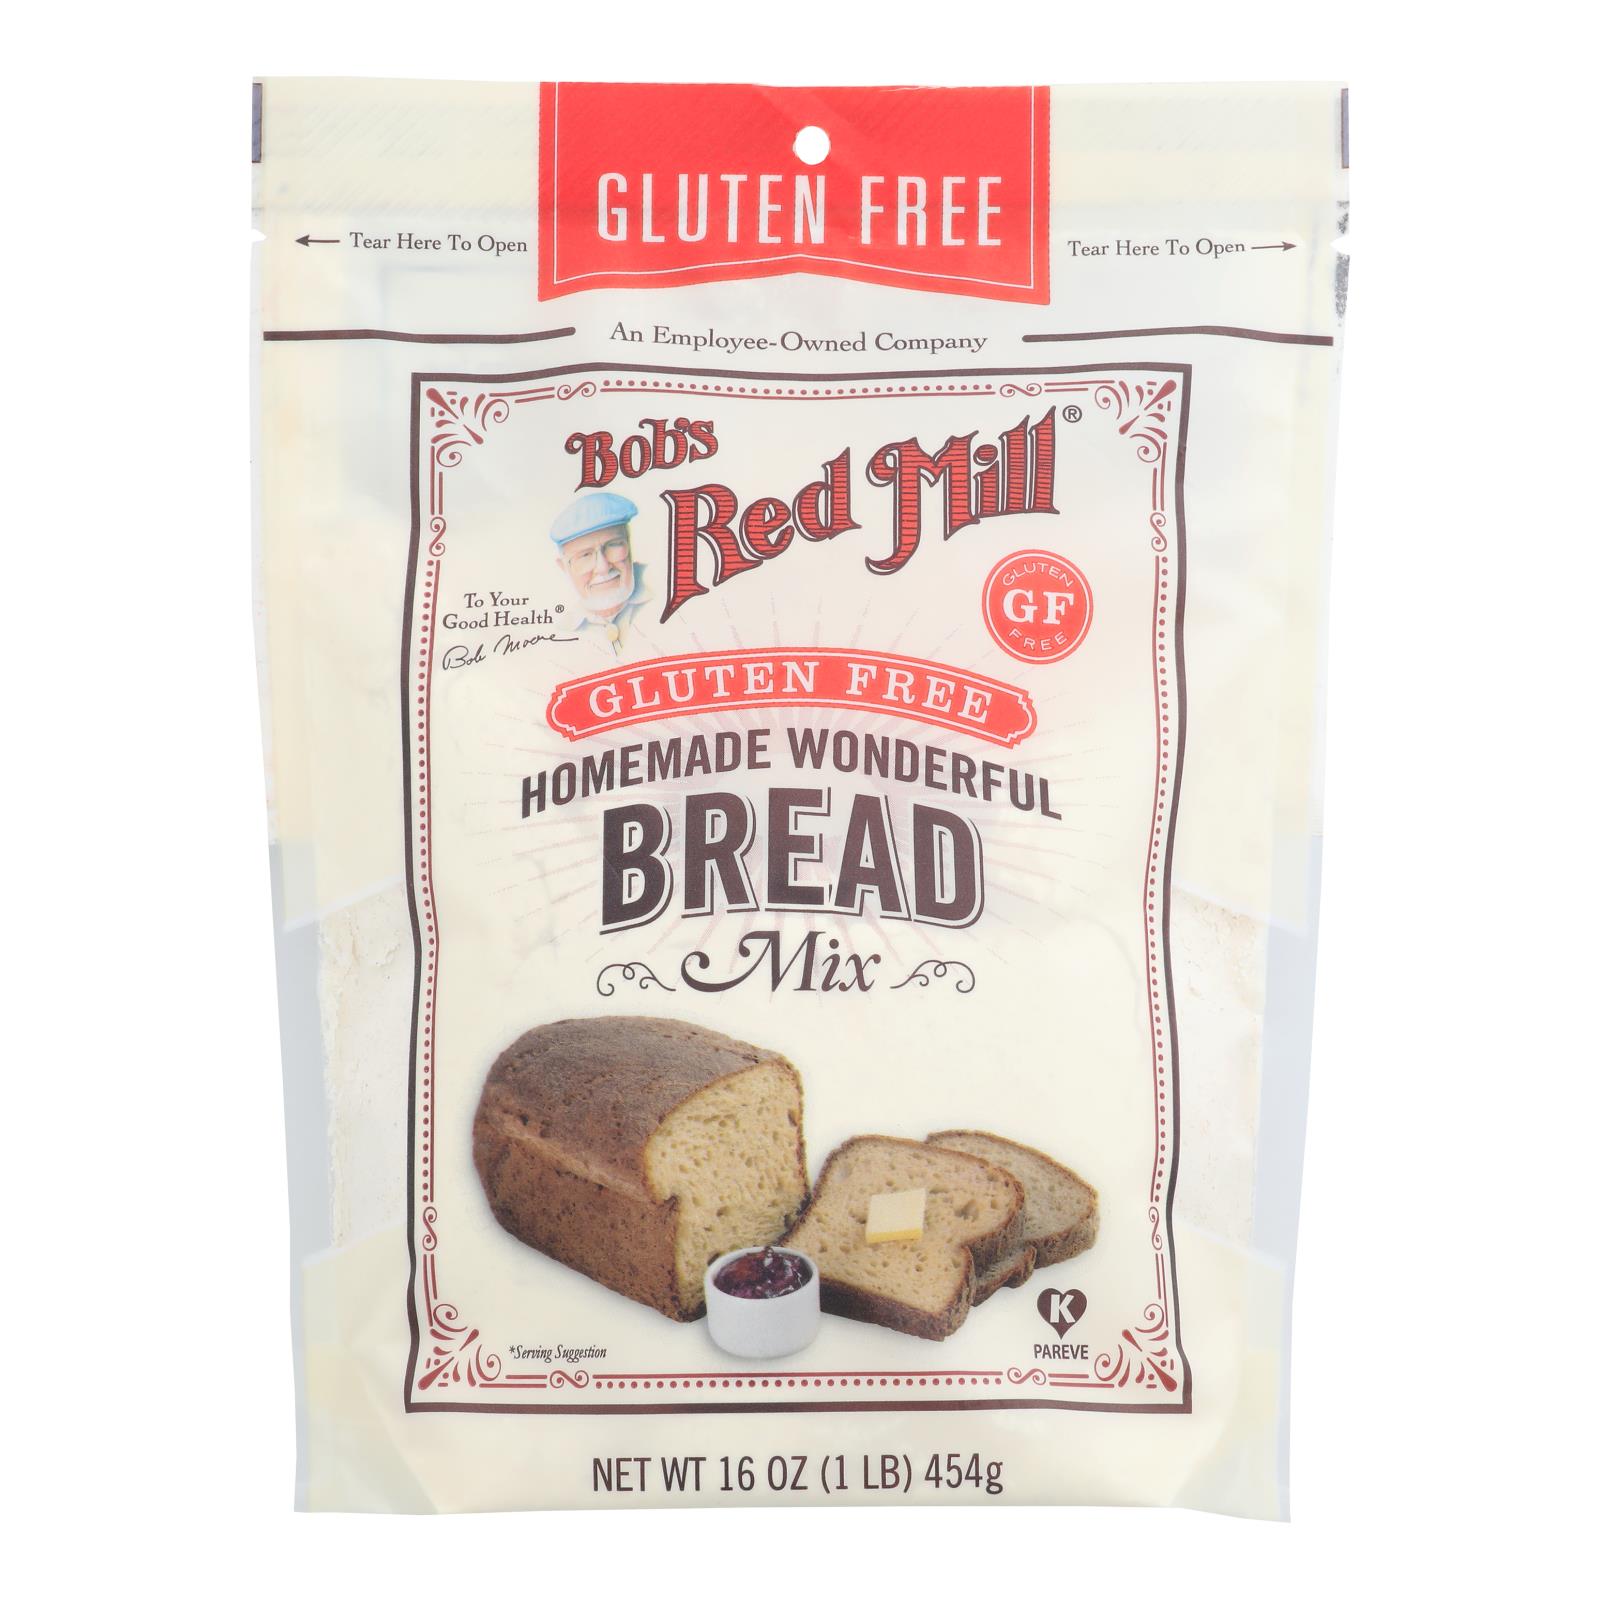 GLUTEN FREE
← Tear Here To Open
Tear Here To Open →
An Employee-Owned Company
Bob's
Red Mill®
To Your
Good Health®
Bob Moore
GLUTEN
GF
FREE
GLUTEN FREE
HOMEMADE WONDERFUL
BREAD
Mix
K
PAREVE
*Serving Suggestion
NET WT 16 OZ (1 LB) 454g